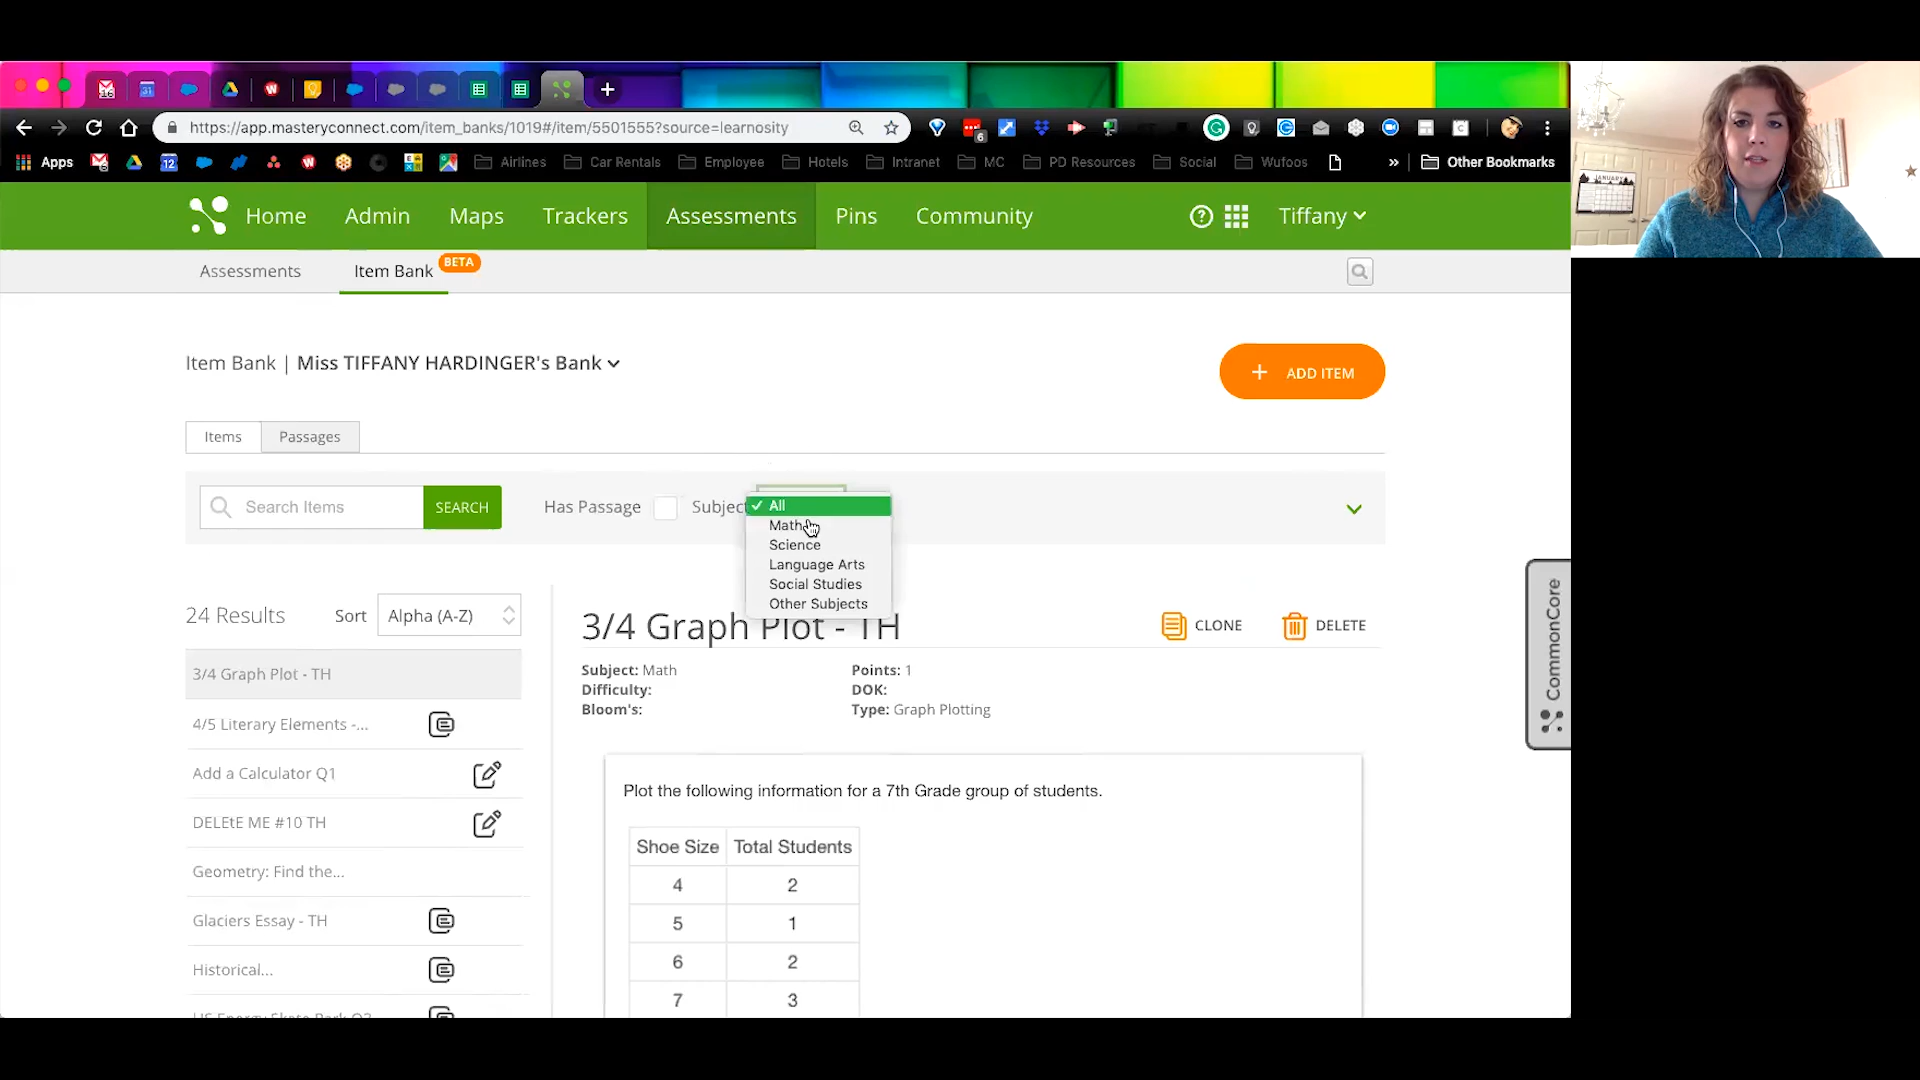 16
31
https://app.masteryconnect.com/item_banks/1019#/item/5501555?source=learnosity
6
Apps
12
Airlines
Car Rentals
Employee
Hotels
Intranet
MC
PD Resources
Social
Wufoos
»
Other Bookmarks
JANUARY
Home
Admin
Maps
Trackers
Assessments
Pins
Community
Tiffany
Assessments
Item Bank
BETA
Item Bank | Miss TIFFANY HARDINGER's Bank
+ ADD ITEM
Items
Passages
Search Items
SEARCH
Has Passage
Subject
✓ All
Math
Science
Language Arts
Social Studies
Other Subjects
24 Results
Sort
Alpha (A-Z)
3/4 Graph Plot - TH
4/5 Literary Elements -...
Add a Calculator Q1
DELEtE ME #10 TH
Geometry: Find the...
Glaciers Essay - TH
Historical...
3/4 Graph Plot - TH
CLONE
DELETE
Subject: Math
Difficulty:
Bloom's:
Points: 1
DOK:
Type: Graph Plotting
Plot the following information for a 7th Grade group of students.
Shoe Size Total Students
4 2
5 1
6 2
7 3
CommonCore